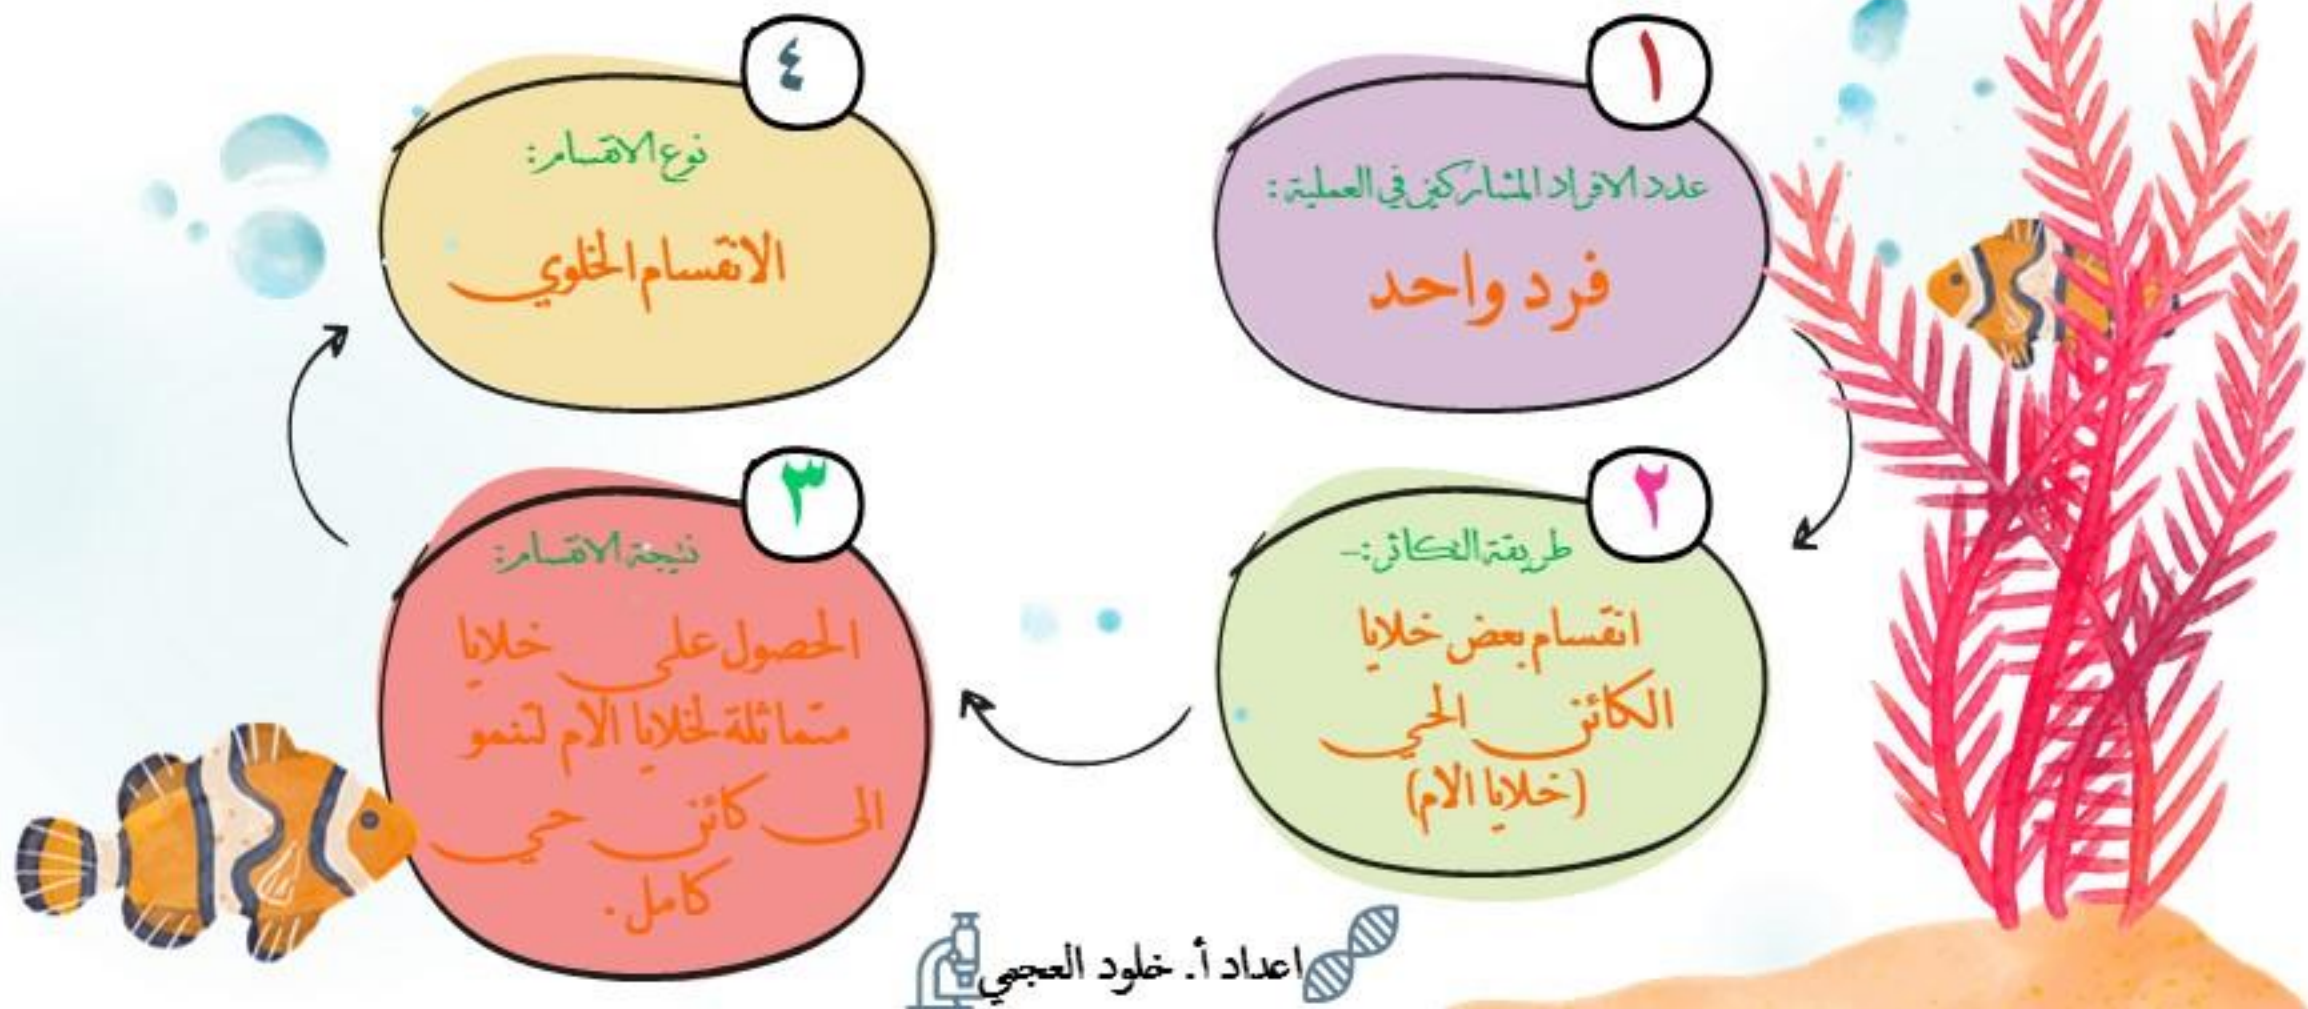 ١
عدد الافراد المشاركين في العملية :
فرد واحد
٢
طريقة التكاثر :-
انقسام بعض خلايا
الكائن الحي
(خلايا الام)
٣
نتيجة الانقسام:
الحصول على خلايا
متماثلة لخلايا الأم لتنمو
الى كائن حي
كامل .
٤
نوع الانقسام:
الانقسام الخلوي
اعداد أ. خلود العجمي